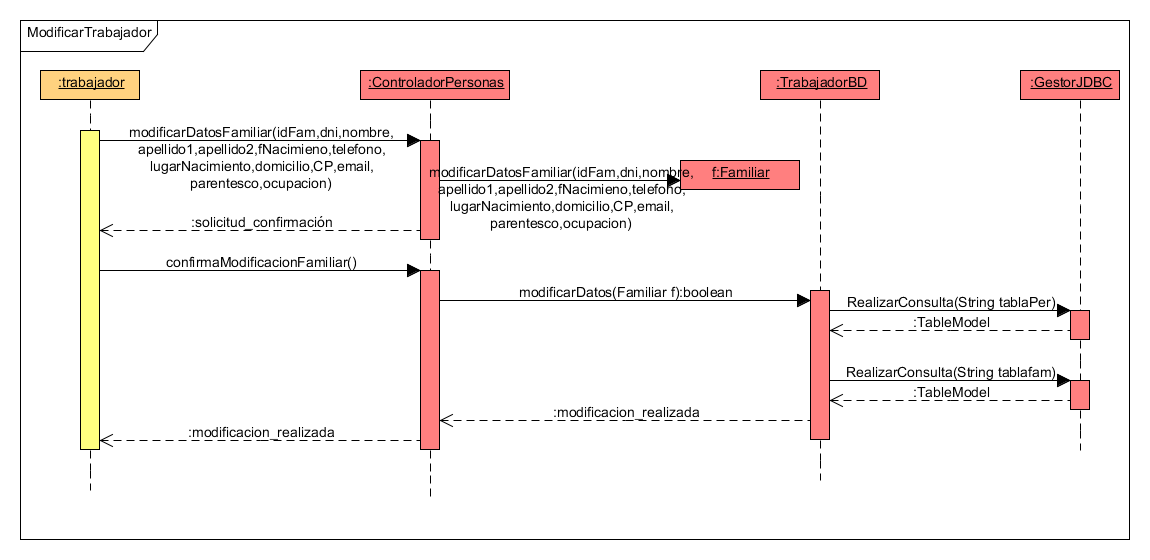 ModificarTrabajador
:trabajador
:ControladorPersonas
:TrabajadorBD
:GestorJDBC
modificarDatosFamiliar(idFam,dni,nombre,
apellido1,apellido2,fNacimieno,telefono,
lugarNacimiento,domicilio,CP,email,
parentesco,ocupacion)
modificarDatosFamiliar(idFam,dni,nombre,
apellido1,apellido2,fNacimieno,telefono,
lugarNacimiento,domicilio,CP,email,
parentesco,ocupacion)
f:Familiar
:solicitud_confirmación
confirmaModificacionFamiliar()
modificarDatos(Familiar f):boolean
RealizarConsulta(String tablaPer)
:TableModel
RealizarConsulta(String tablafam)
:TableModel
:modificacion_realizada
:modificacion_realizada